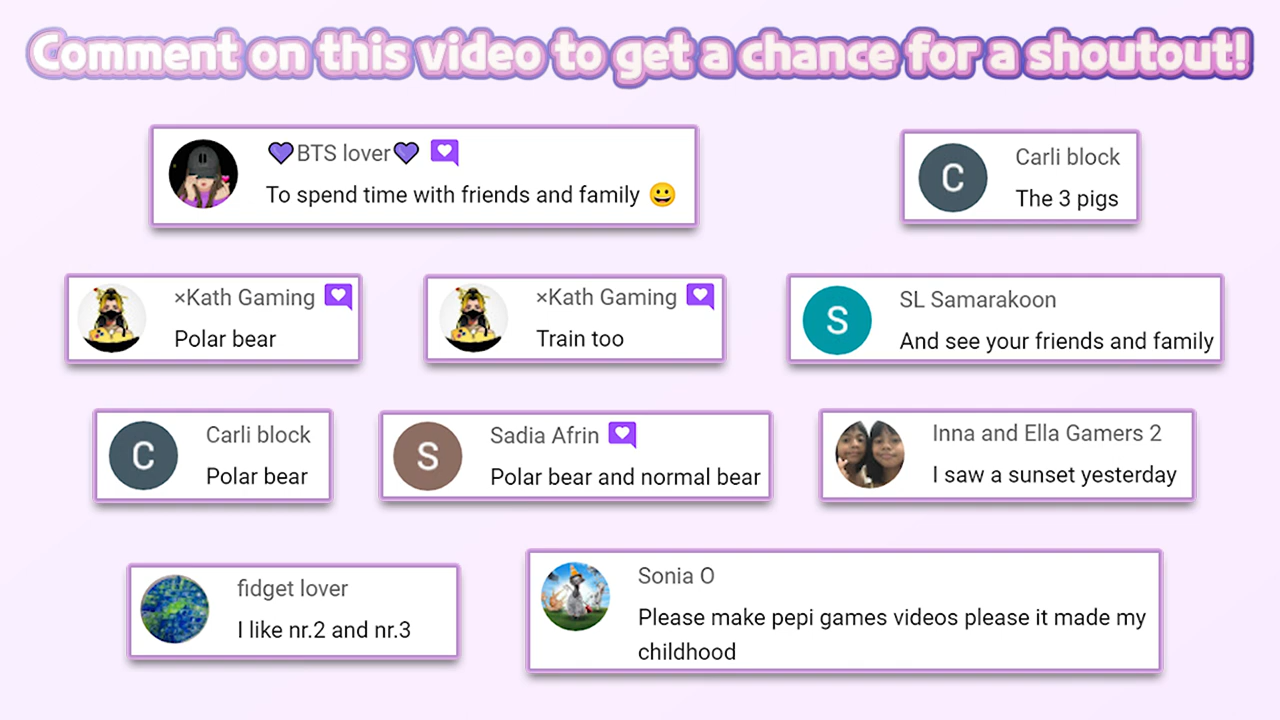 Comment on this video to get a chance for a shoutout!
💜BTS lover💜
To spend time with friends and family 😀
C
Carli block
The 3 pigs
×Kath Gaming
Polar bear
×Kath Gaming
Train too
S
SL Samarakoon
And see your friends and family
C
Carli block
Polar bear
S
Sadia Afrin
Polar bear and normal bear
Inna and Ella Gamers 2
I saw a sunset yesterday
fidget lover
I like nr.2 and nr.3
Sonia O
Please make pepi games videos please it made my
childhood